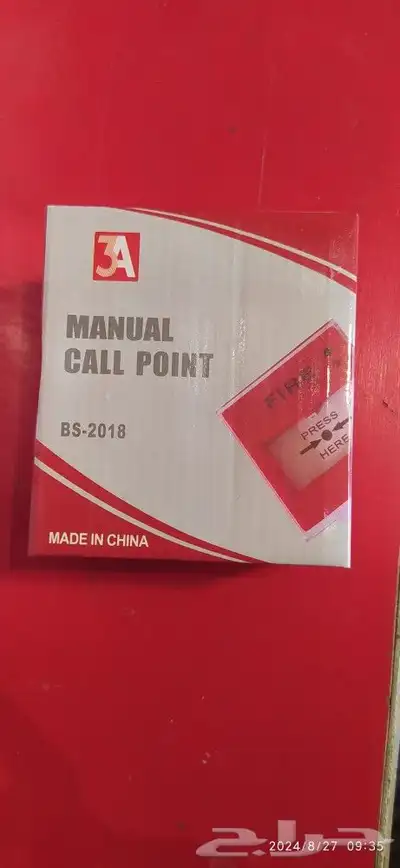 3A
MANUAL
CALL POINT
BS-2018
FIRE
PRESS
HERE
MADE IN CHINA
حراج
2024/8/27 09:35